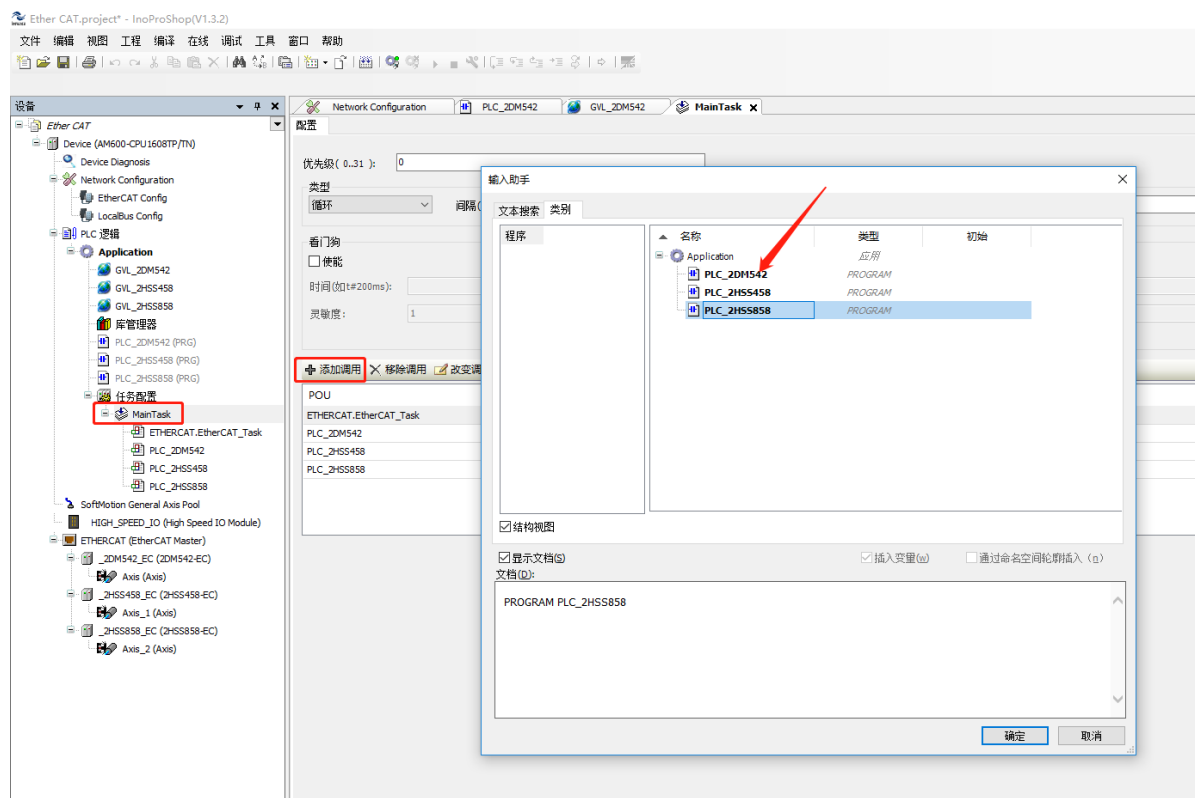 Ether CAT.project* - InoProShop(V1.3.2)
文件 编辑 视图 工程 编译 在线 调试 工具 窗口 帮助
设备
Ether CAT
Device (AM600-CPU1608TP/TN)
Device Diagnosis
Network Configuration
EtherCAT Config
LocalBus Config
PLC 逻辑
Application
GVL_2DM542
GVL_2HSS458
GVL_2HSS858
库管理器
PLC_2DM542 (PRG)
PLC_2HSS458 (PRG)
PLC_2HSS858 (PRG)
任务配置
MainTask
ETHERCAT.EtherCAT_Task
PLC_2DM542
PLC_2HSS458
PLC_2HSS858
SoftMotion General Axis Pool
HIGH_SPEED_IO (High Speed IO Module)
ETHERCAT (EtherCAT Master)
_2DM542_EC (2DM542-EC)
Axis (Axis)
_2HSS458_EC (2HSS458-EC)
Axis_1 (Axis)
_2HSS858_EC (2HSS858-EC)
Axis_2 (Axis)
Network Configuration PLC_2DM542 GVL_2DM542 MainTask
配置
优先级( 0..31 ): 0
类型
循环 间隔(
看门狗
使能
时间(如t#200ms):
灵敏度: 1
添加调用 移除调用 改变调
POU
ETHERCAT.EtherCAT_Task
PLC_2DM542
PLC_2HSS458
PLC_2HSS858
输入助手
文本搜索 类别
程序
名称 类型 初始
Application 应用
PLC_2DM542 PROGRAM
PLC_2HSS458 PROGRAM
PLC_2HSS858 PROGRAM
结构视图
显示文档(S) 插入变量(w) 通过命名空间轮廓插入 (n)
文档(D):
PROGRAM PLC_2HSS858
确定 取消